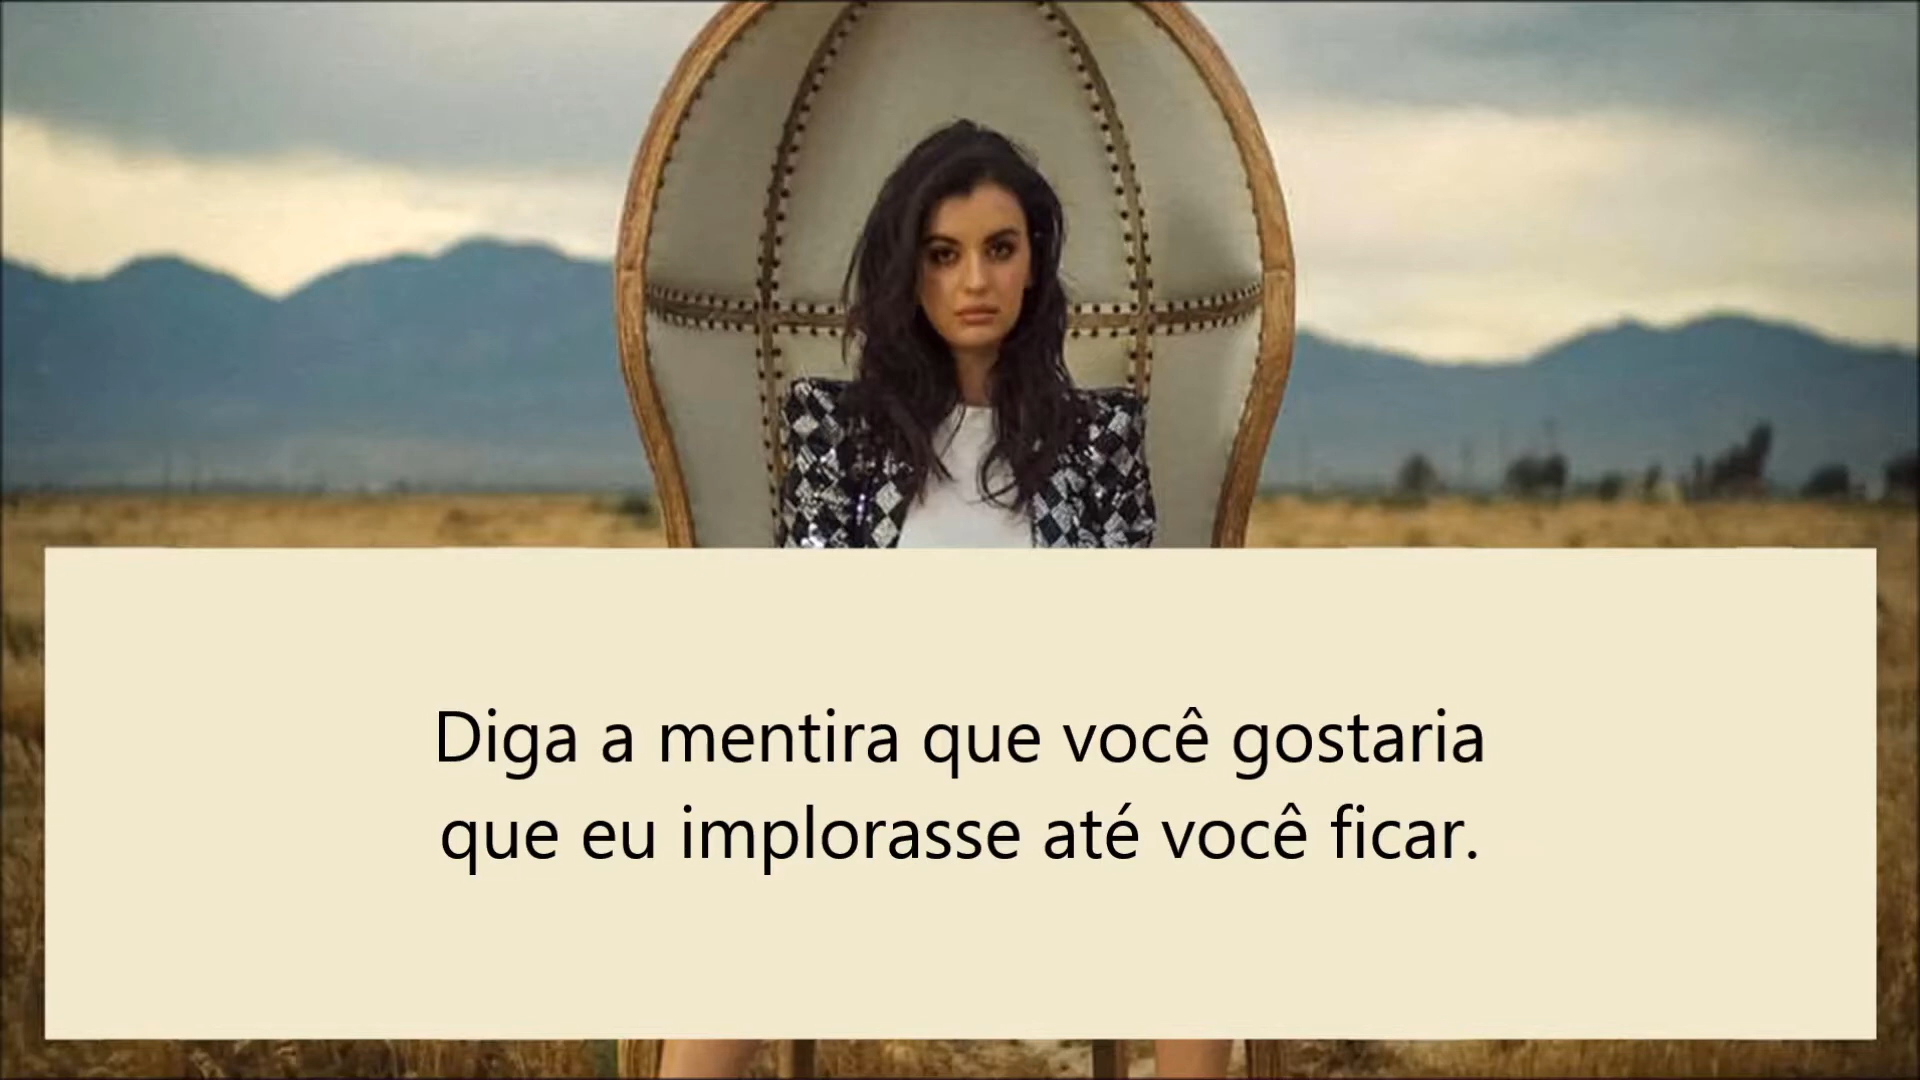 Diga a mentira que você gostaria
que eu implorasse até você ficar.